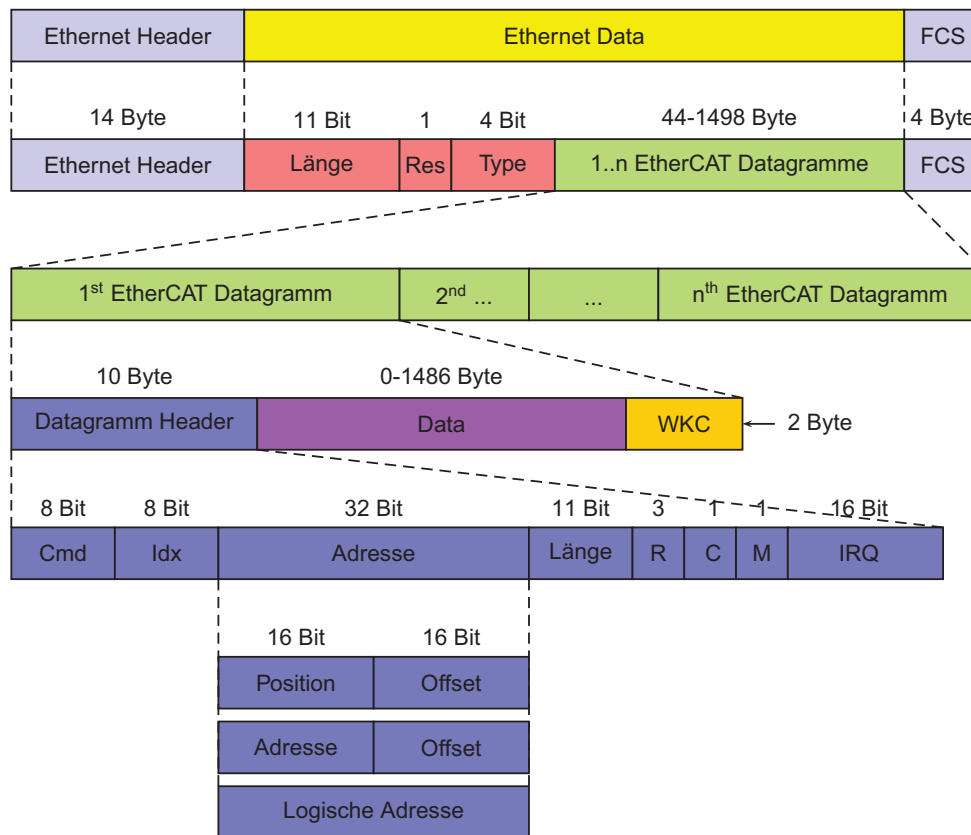 Ethernet Header Ethernet Data FCS
14 Byte 11 Bit 1 4 Bit 44-1498 Byte 4 Byte
Ethernet Header Länge Res Type 1..n EtherCAT Datagramme FCS
1st EtherCAT Datagramm 2nd ... ... nth EtherCAT Datagramm
10 Byte 0-1486 Byte
Datagramm Header Data WKC 2 Byte
8 Bit 8 Bit 32 Bit 11 Bit 3 1 1 16 Bit
Cmd Idx Adresse Länge R C M IRQ
16 Bit 16 Bit
Position Offset
Adresse Offset
Logische Adresse